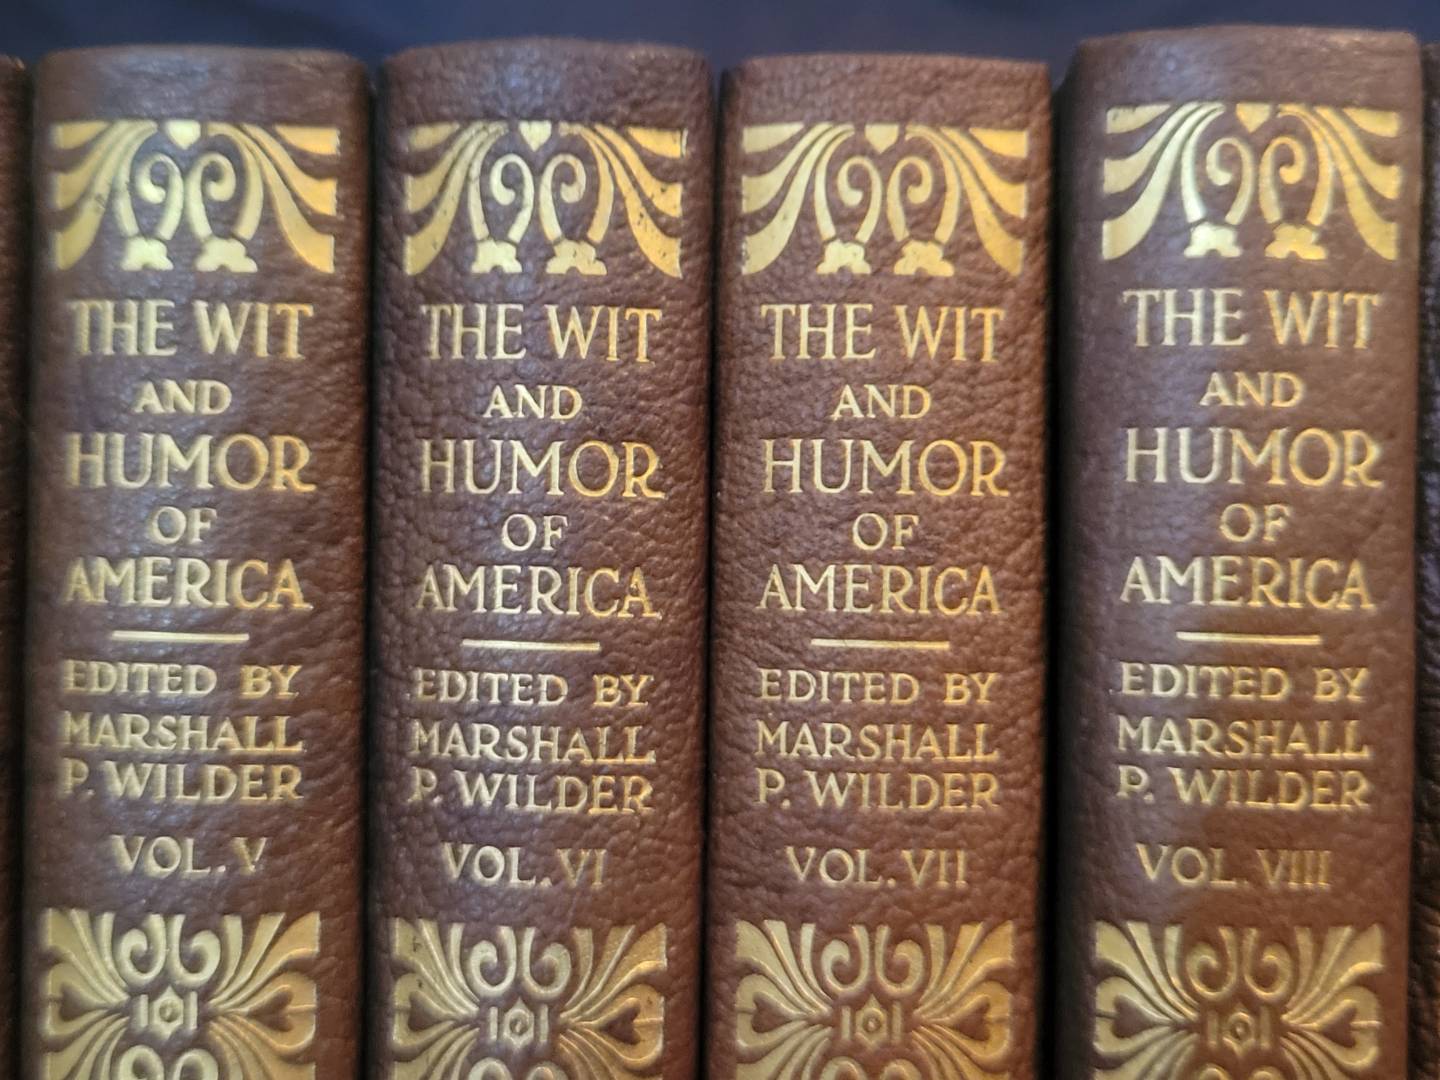 THE WIT
AND
HUMOR
OF
AMERICA
EDITED BY
MARSHALL
P. WILDER
VOL. V
THE WIT
AND
HUMOR
OF
AMERICA
EDITED BY
MARSHALL
P. WILDER
VOL. VI
THE WIT
AND
HUMOR
OF
AMERICA
EDITED BY
MARSHALL
P. WILDER
VOL. VII
THE WIT
AND
HUMOR
OF
AMERICA
EDITED BY
MARSHALL
P. WILDER
VOL. VIIII